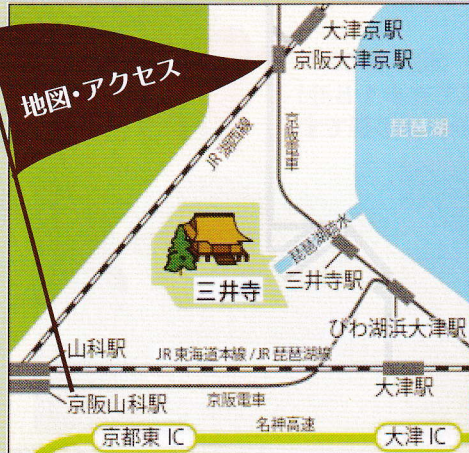 大津京駅
京阪大津京駅
地図・アクセス
JR湖西線
京阪電車
琵琶湖
琵琶湖疏水
三井寺
三井寺駅
びわ湖浜大津駅
山科駅
JR東海道本線/JR琵琶湖線
大津駅
京阪山科駅
京阪電車
名神高速
京都東 IC
大津 IC